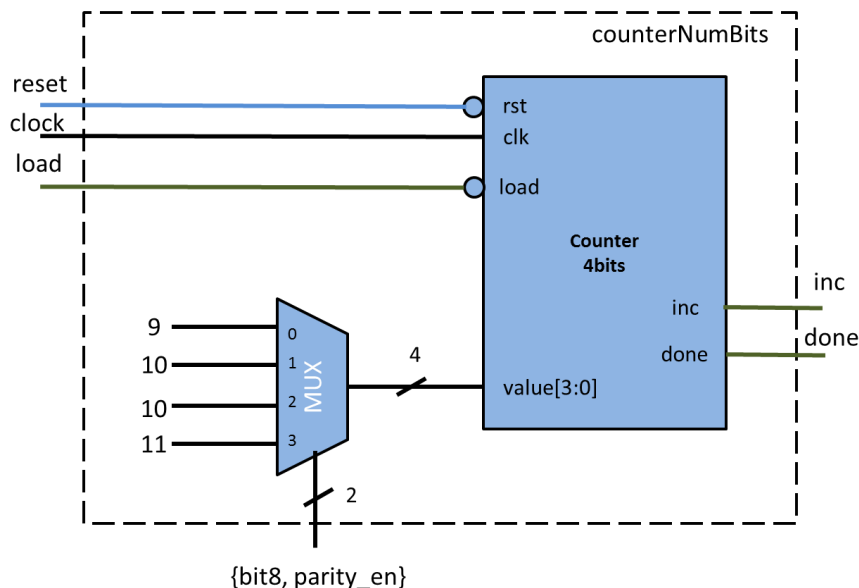 counterNumBits
reset
rst
clock
clk
load
load
Counter
4bits
inc
inc
done
done
9
0
10
1
10
2
11
3
MUX
4
value[3:0]
2
{bit8, parity_en}